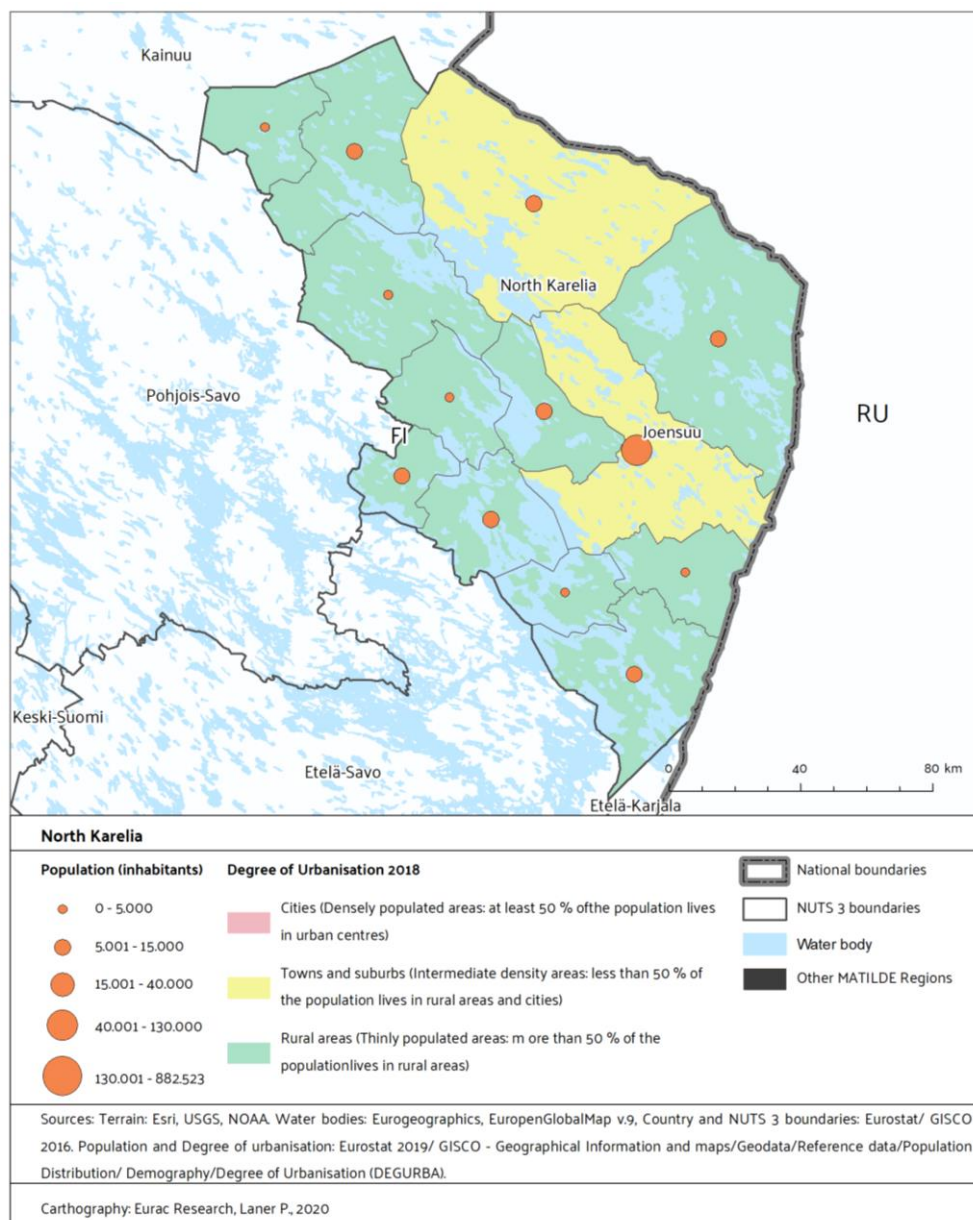 Kainuu
North Karelia
Pohjois-Savo
RU
Joensuu
FI
Keski-Suomi
Etelä-Savo
0 40 80 km
Etelä-Karjala
North Karelia
Population (inhabitants)
0 - 5.000
5.001 - 15.000
15.001 - 40.000
40.001 - 130.000
130.001 - 882.523
Degree of Urbanisation 2018
Cities (Densely populated areas: at least 50 % ofthe population lives
in urban centres)
Towns and suburbs (Intermediate density areas: less than 50 % of
the population lives in rural areas and cities)
Rural areas (Thinly populated areas: m ore than 50 % of the
populationlives in rural areas)
National boundaries
NUTS 3 boundaries
Water body
Other MATILDE Regions
Sources: Terrain: Esri, USGS, NOAA. Water bodies: Eurogeographics, EuropenGlobalMap v.9, Country and NUTS 3 boundaries: Eurostat/ GISCO
2016. Population and Degree of urbanisation: Eurostat 2019/ GISCO - Geographical Information and maps/Geodata/Reference data/Population
Distribution/ Demography/Degree of Urbanisation (DEGURBA).
Carthography: Eurac Research, Laner P., 2020